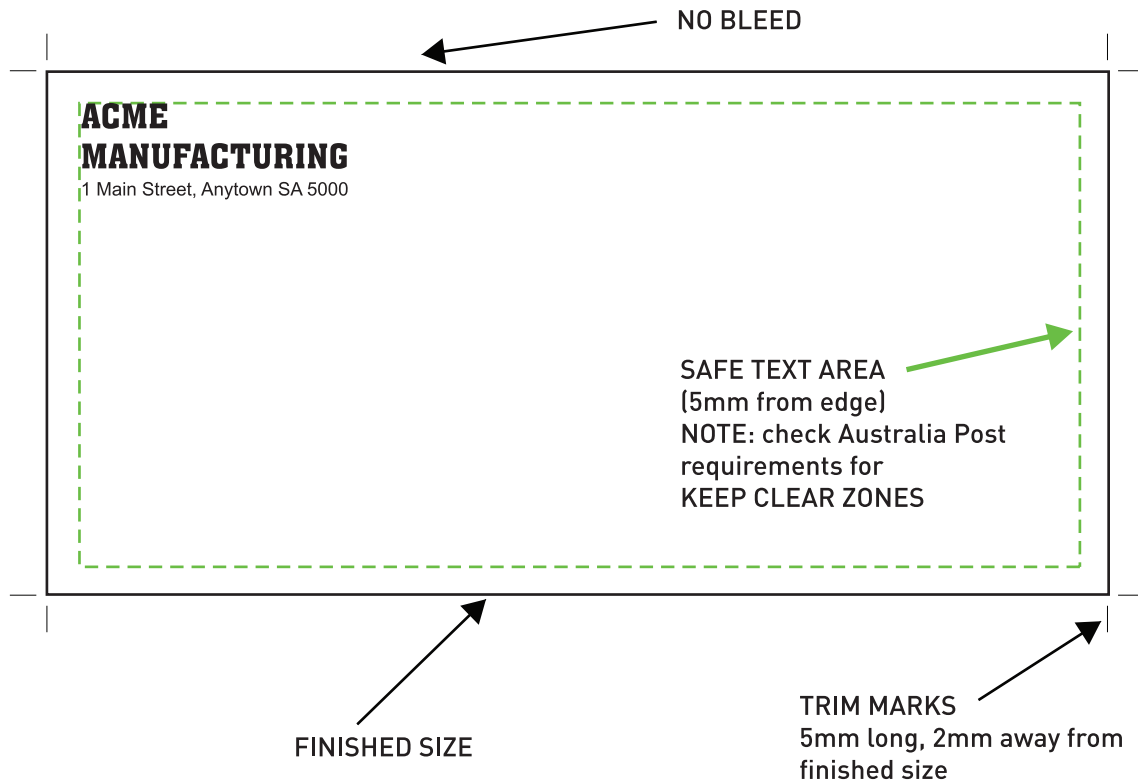 NO BLEED
ACME
MANUFACTURING
1 Main Street, Anytown SA 5000
SAFE TEXT AREA
(5mm from edge)
NOTE: check Australia Post
requirements for
KEEP CLEAR ZONES
FINISHED SIZE
TRIM MARKS
5mm long, 2mm away from
finished size